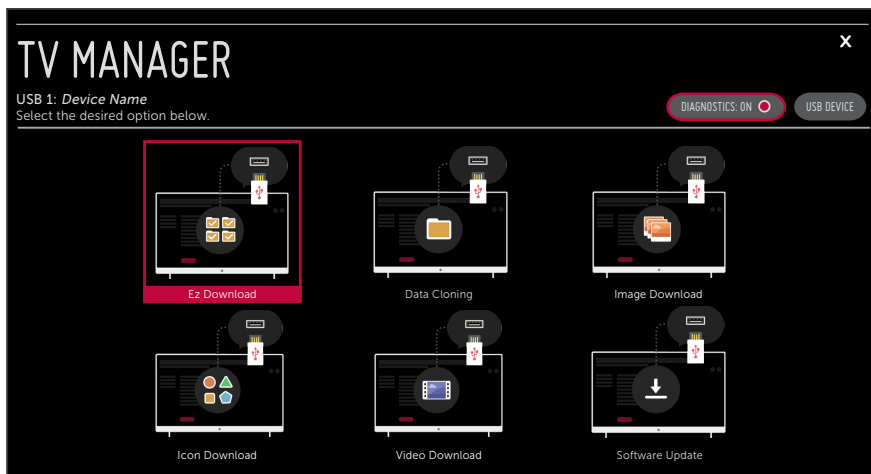 X
TV MANAGER
USB 1: Device Name
Select the desired option below.
DIAGNOSTICS: ON
USB DEVICE
Ez Download
Data Cloning
Image Download
Icon Download
Video Download
Software Update